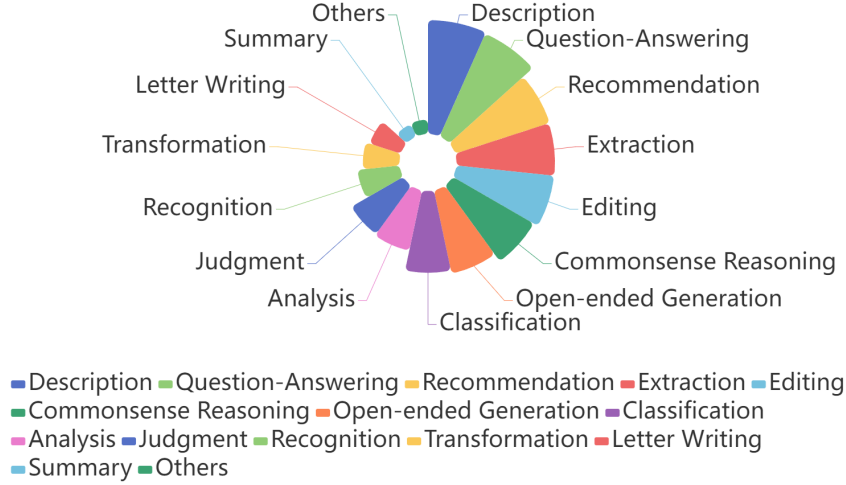 Others
Description
Summary
Question-Answering
Letter Writing
Recommendation
Transformation
Extraction
Recognition
Editing
Judgment
Commonsense Reasoning
Analysis
Open-ended Generation
Classification
Description Question-Answering Recommendation Extraction Editing
Commonsense Reasoning Open-ended Generation Classification
Analysis Judgment Recognition Transformation Letter Writing
Summary Others